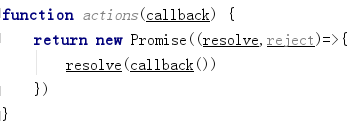 function actions(callback) {
    return new Promise((resolve,reject)=>{
        resolve(callback())
    })
}